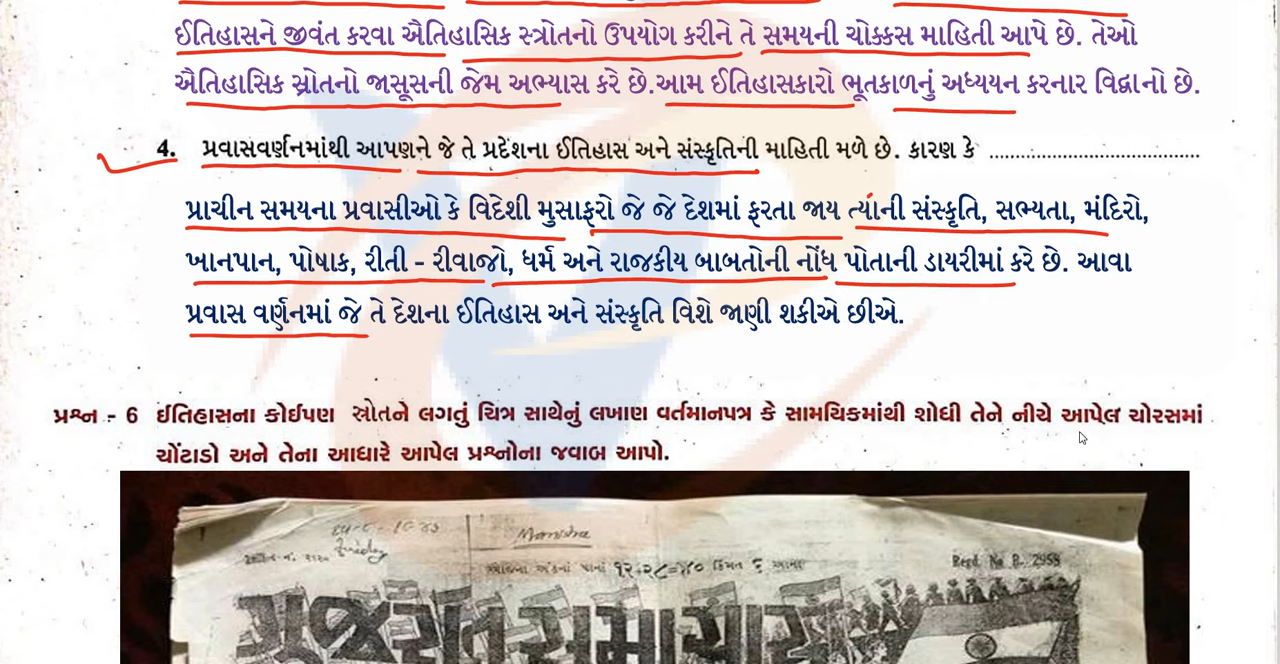 ઈતિહાસને જીવંત કરવા ઐતિહાસિક સ્ત્રોતનો ઉપયોગ કરીને તે સમયની ચોક્કસ માહિતી આપે છે. તેઓ
ઐતિહાસિક સ્રોતનો જાસૂસની જેમ અભ્યાસ કરે છે.આમ ઈતિહાસકારો ભૂતકાળનું અધ્યયન કરનાર વિદ્વાનો છે.
4. પ્રવાસવર્ણનમાંથી આપણને જે તે પ્રદેશના ઈતિહાસ અને સંસ્કૃતિની માહિતી મળે છે. કારણ કે ....................................................
પ્રાચીન સમયના પ્રવાસીઓ કે વિદેશી મુસાફરો જે જે દેશમાં ફરતા જાય ત્યાંની સંસ્કૃતિ, સભ્યતા, મંદિરો,
ખાનપાન, પોષાક, રીતી - રીવાજો, ધર્મ અને રાજકીય બાબતોની નોંધ પોતાની ડાયરીમાં કરે છે. આવા
પ્રવાસ વર્ણનમાં જે તે દેશના ઈતિહાસ અને સંસ્કૃતિ વિશે જાણી શકીએ છીએ.
પ્રશ્ન - 6 ઈતિહાસના કોઈપણ સ્રોતને લગતું ચિત્ર સાથેનું લખાણ વર્તમાનપત્ર કે સામયિકમાંથી શોધી તેને નીચે આપેલ ચોરસમાં
ચોંટાડો અને તેના આધારે આપેલ પ્રશ્નોના જવાબ આપો.
Friday
Regd. No B. 2959
ગુજરાત સમાચાર